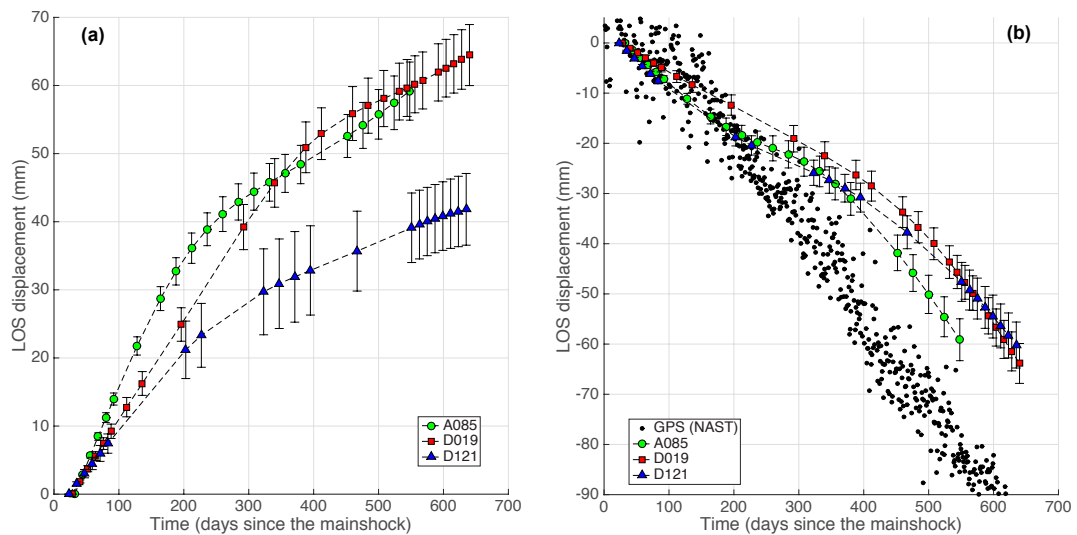 (a)
LOS displacement (mm)
70
60
50
40
30
20
10
0
0 100 200 300 400 500 600 700
Time (days since the mainshock)
A085
D019
D121
(b)
LOS displacement (mm)
0
-10
-20
-30
-40
-50
-60
-70
-80
-90
0 100 200 300 400 500 600 700
Time (days since the mainshock)
GPS (NAST)
A085
D019
D121